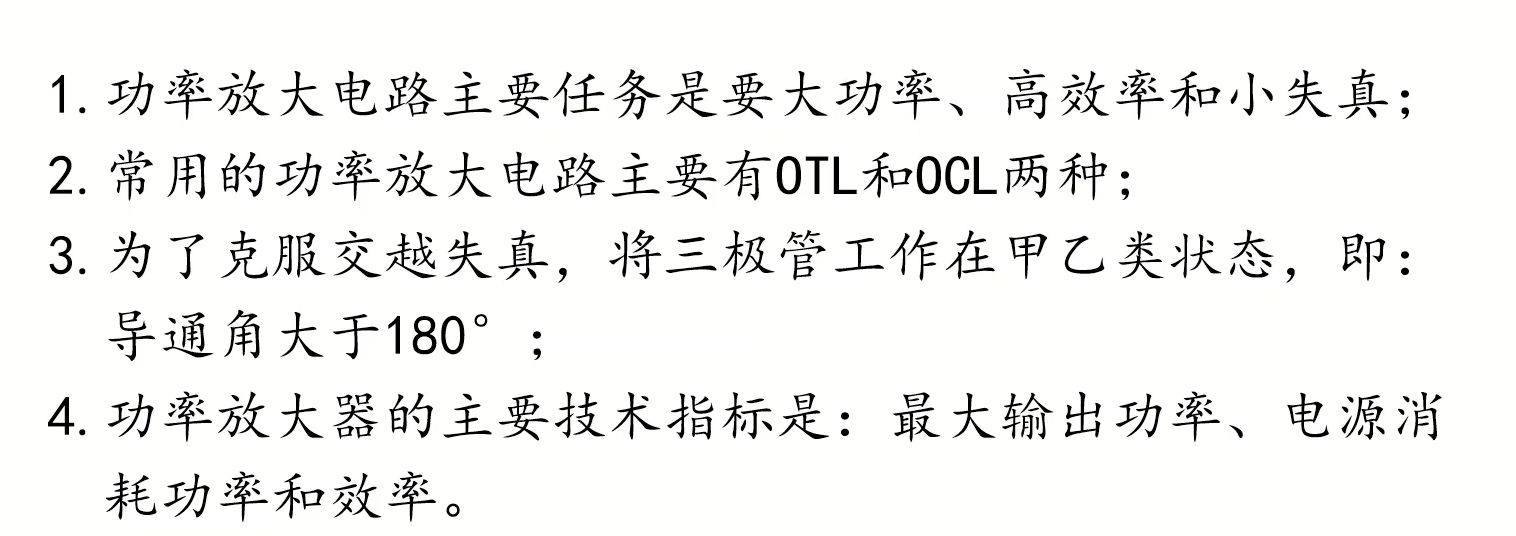 1. 功率放大电路主要任务是要大功率、高效率和小失真；
2. 常用的功率放大电路主要有OTL和OCL两种；
3. 为了克服交越失真，将三极管工作在甲乙类状态，即：
导通角大于180°；
4. 功率放大器的主要技术指标是：最大输出功率、电源消
耗功率和效率。